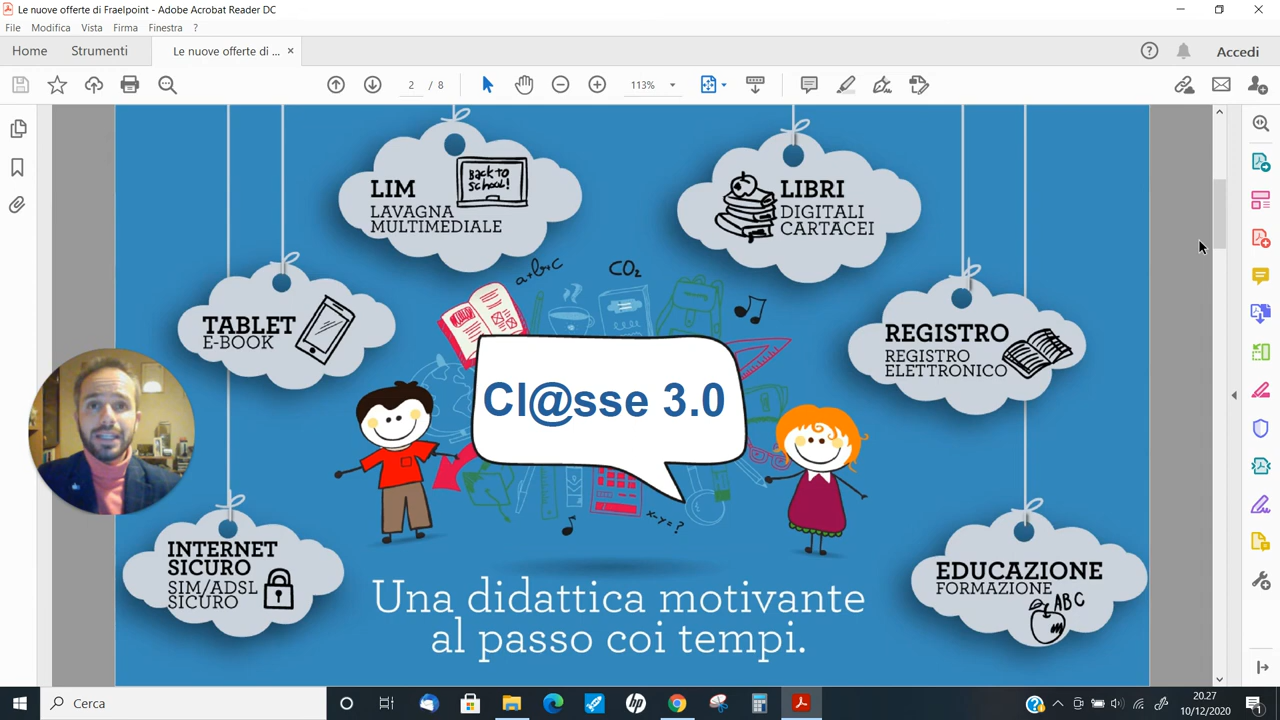 Le nuove offerte di Fraelpoint - Adobe Acrobat Reader DC
File Modifica Vista Firma Finestra ?
Home Strumenti Le nuove offerte di ... × Accedi
2 / 8 113%
LIM
LAVAGNA
MULTIMEDIALE
BACK TO
SCHOOL!
LIBRI
DIGITALI
CARTACEI
a+b+c
CO2
TABLET
E-BOOK
REGISTRO
REGISTRO
ELETTRONICO
Cl@sse 3.0
x-y=?
INTERNET
SICURO
SIM/ADSL
SICURO
EDUCAZIONE
FORMAZIONE
ABC
Una didattica motivante
al passo coi tempi.
Cerca
hp
20.27
10/12/2020
1